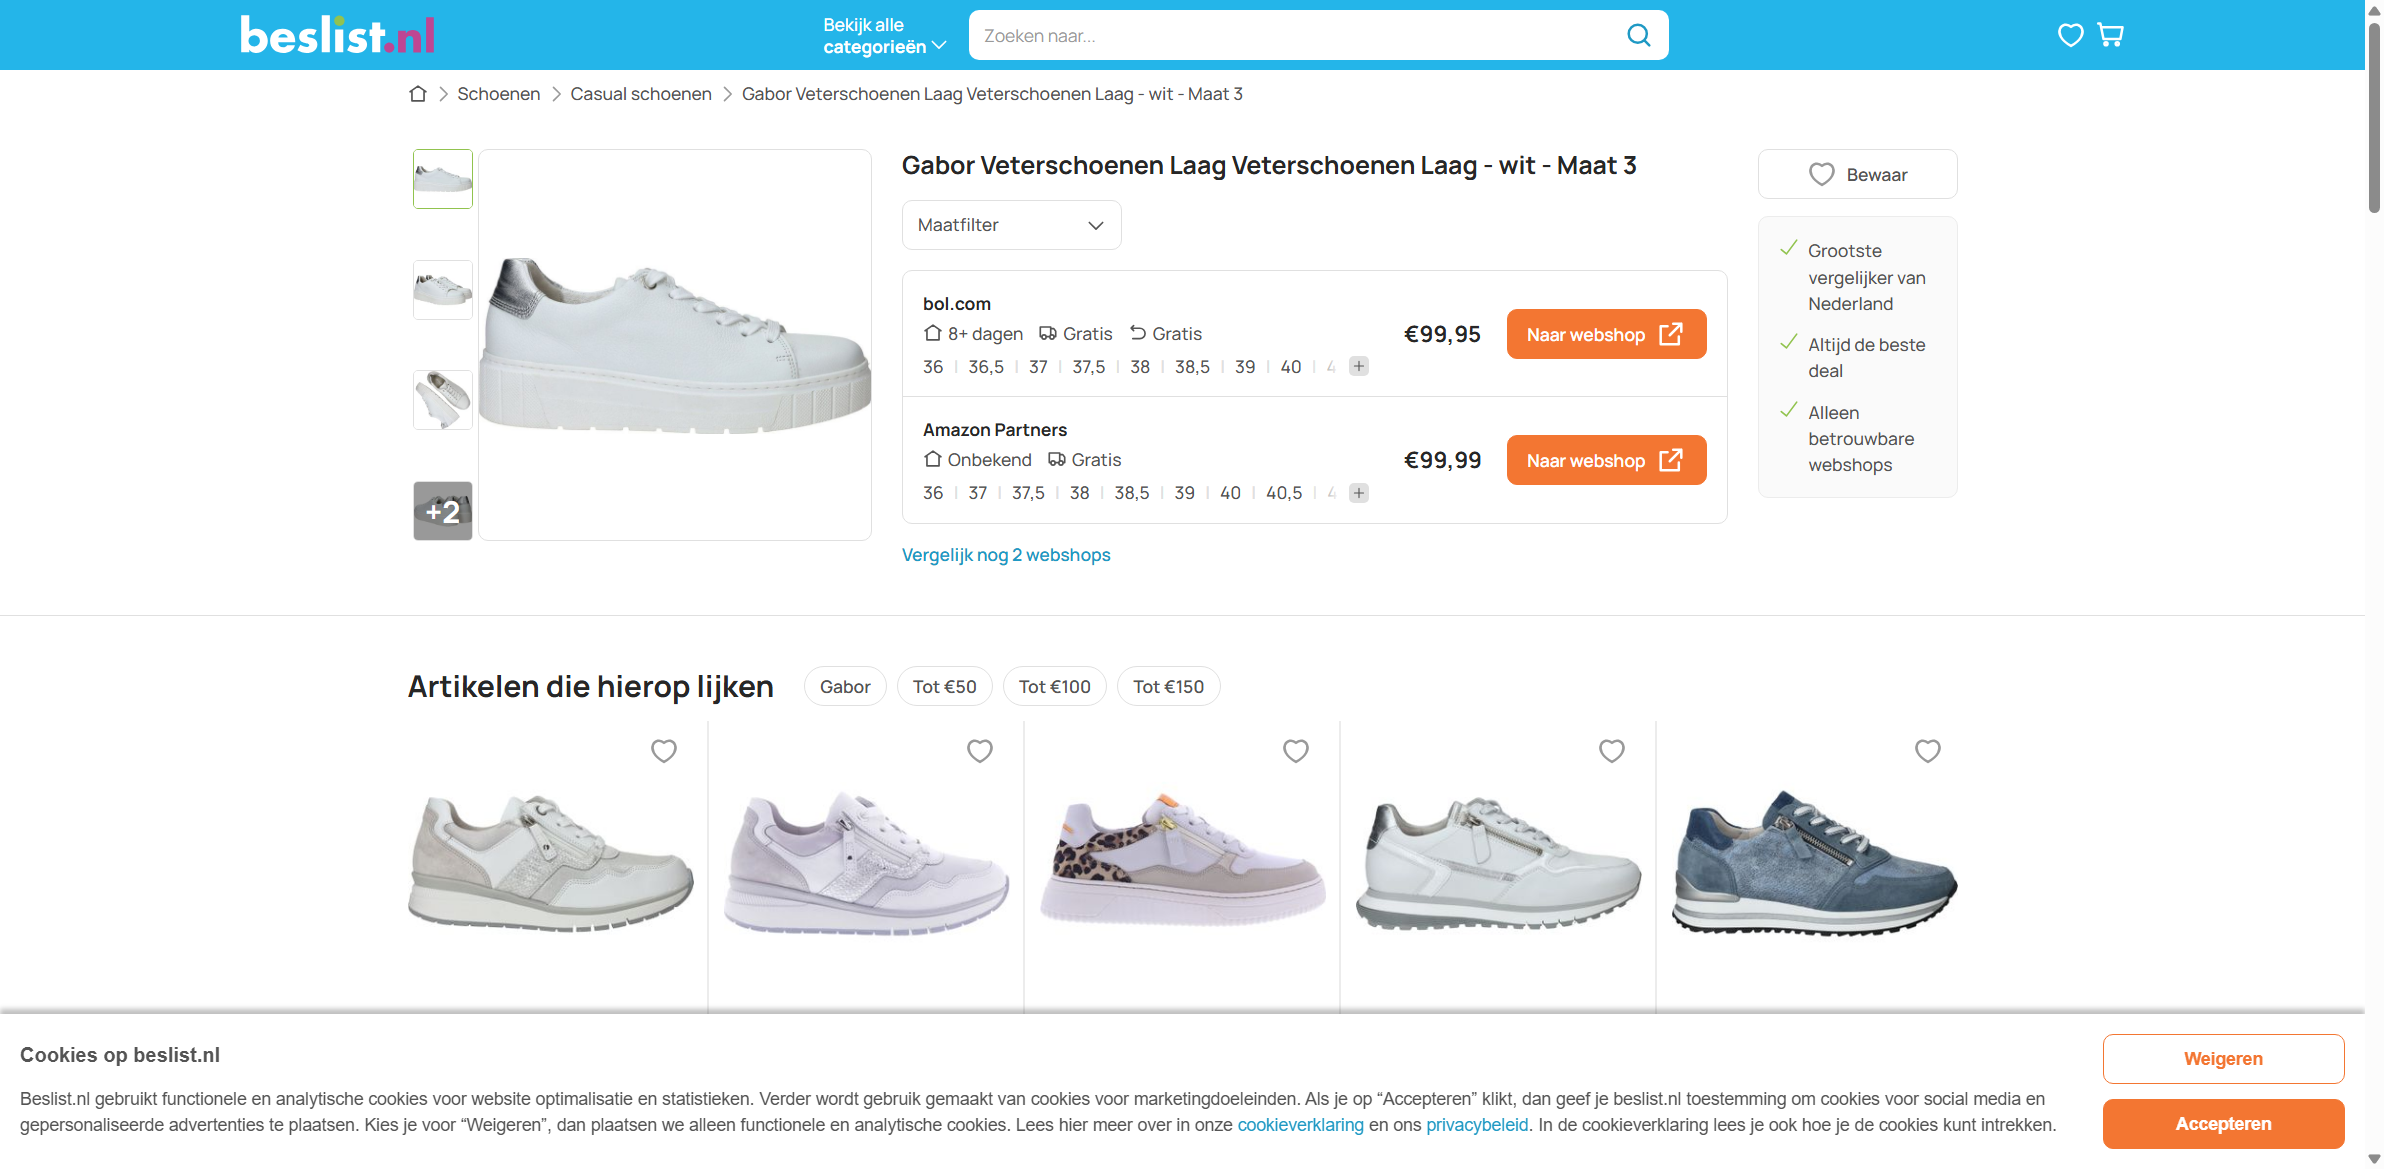 beslist.nl
Bekijk alle
categorieën
Zoeken naar...
Schoenen
Casual schoenen
Gabor Veterschoenen Laag Veterschoenen Laag - wit - Maat 3
+2
Gabor Veterschoenen Laag Veterschoenen Laag - wit - Maat 3
Maatfilter
bol.com
8+ dagen Gratis Gratis
36 36,5 37 37,5 38 38,5 39 40 4 +
€99,95
Naar webshop
Amazon Partners
Onbekend Gratis
36 37 37,5 38 38,5 39 40 40,5 4 +
€99,99
Naar webshop
Vergelijk nog 2 webshops
Bewaar
Grootste
vergelijker van
Nederland
Altijd de beste
deal
Alleen
betrouwbare
webshops
Artikelen die hierop lijken
Gabor
Tot €50
Tot €100
Tot €150
Cookies op beslist.nl
Beslist.nl gebruikt functionele en analytische cookies voor website optimalisatie en statistieken. Verder wordt gebruik gemaakt van cookies voor marketingdoeleinden. Als je op “Accepteren” klikt, dan geef je beslist.nl toestemming om cookies voor social media en
gepersonaliseerde advertenties te plaatsen. Kies je voor “Weigeren”, dan plaatsen we alleen functionele en analytische cookies. Lees hier meer over in onze cookieverklaring en ons privacybeleid. In de cookieverklaring lees je ook hoe je de cookies kunt intrekken.
Weigeren
Accepteren